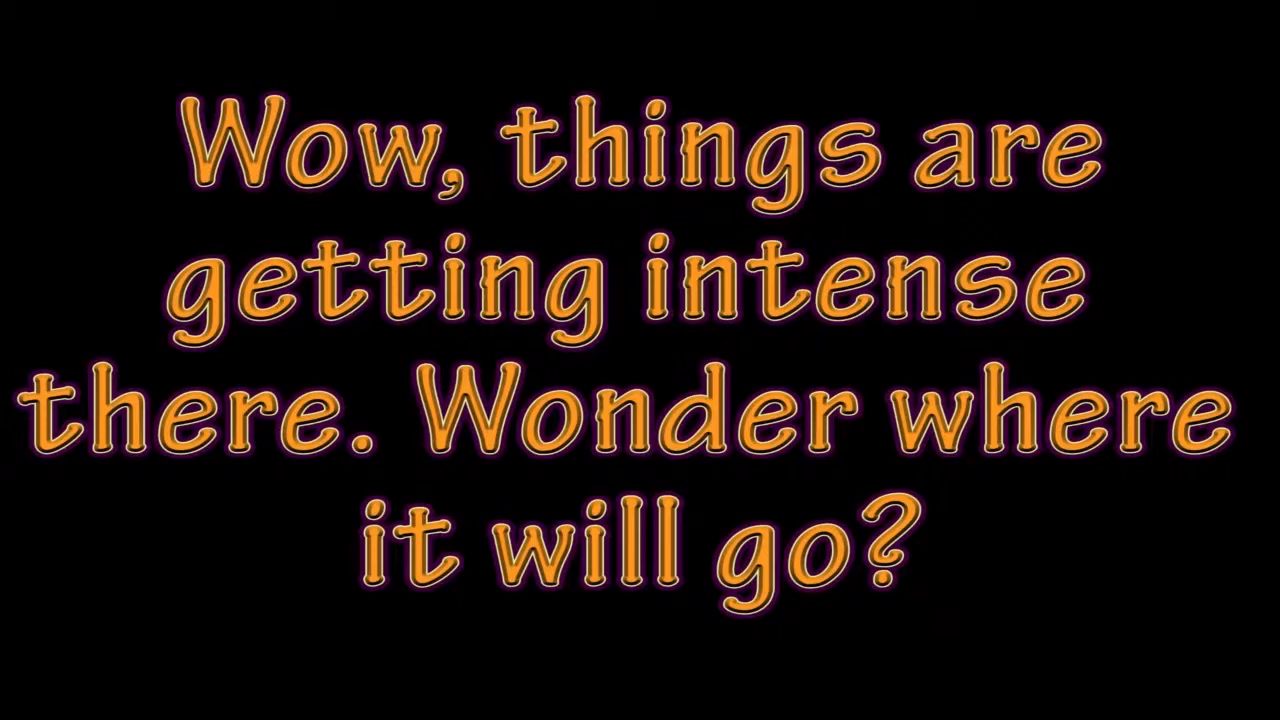 Wow, things are
getting intense
there. Wonder where
it will go?